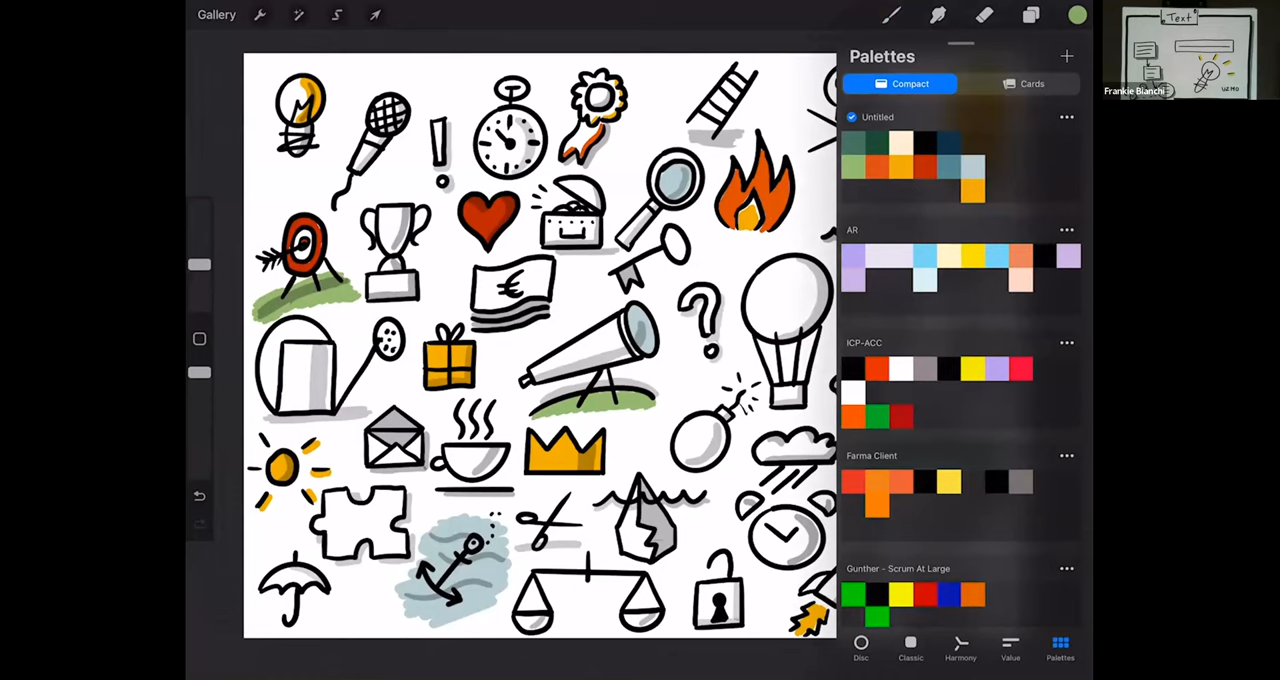 Gallery
Palettes
Compact
Cards
Untitled
AR
ICP-ACC
Farma Client
Gunther - Scrum At Large
Disc
Classic
Harmony
Value
Palettes
!
€
?
Text
UZMO
Frankie Bianchi